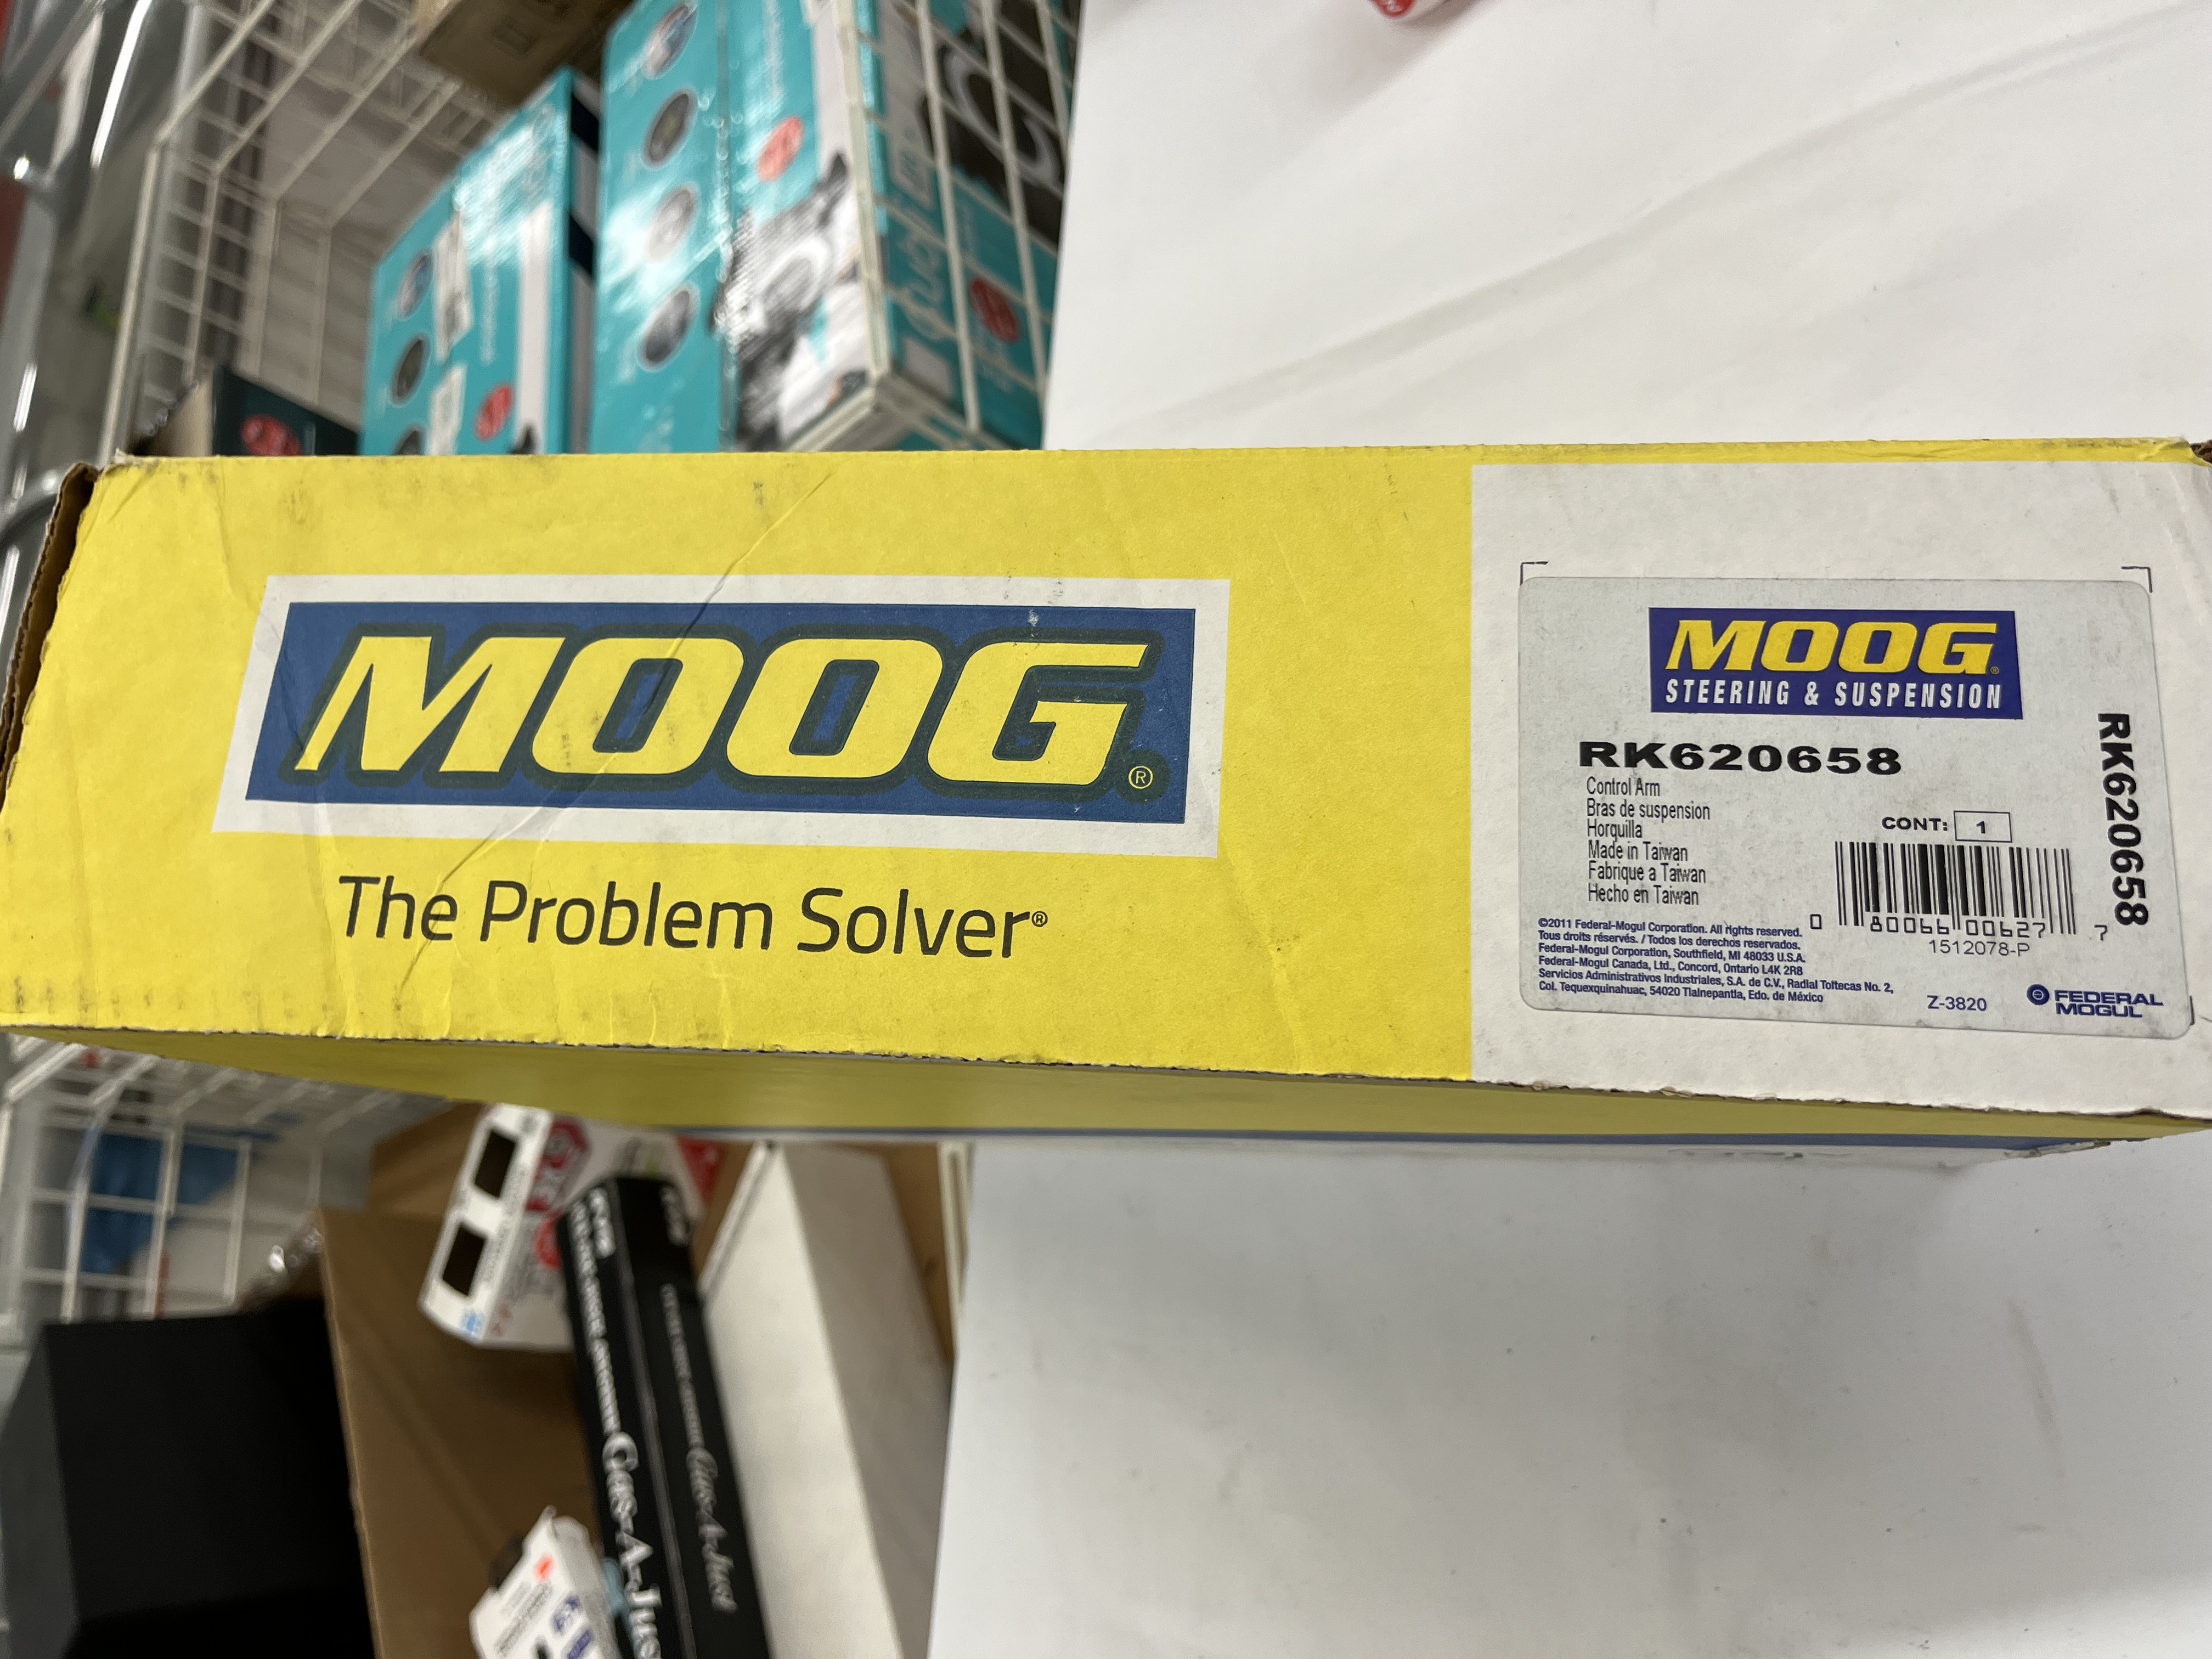 MOOG®
The Problem Solver®
MOOG®
STEERING & SUSPENSION
RK620658
Control Arm
Bras de suspension
Horquilla
Made in Taiwan
Fabrique a Taiwan
Hecho en Taiwan
CONT: 1
0 80066 00627 7
1512078-P
©2011 Federal-Mogul Corporation. All rights reserved.
Tous droits réservés. / Todos los derechos reservados.
Federal-Mogul Corporation, Southfield, MI 48033 U.S.A.
Federal-Mogul Canada, Ltd., Concord, Ontario L4K 2R8
Servicios Administrativos Industriales, S.A. de C.V., Radial Toltecas No. 2,
Col. Tequexquinahuac, 54020 Tlalnepantla, Edo. de México
Z-3820
FEDERAL
MOGUL
RK620658
Gas-A-Just
Gas-A-Just